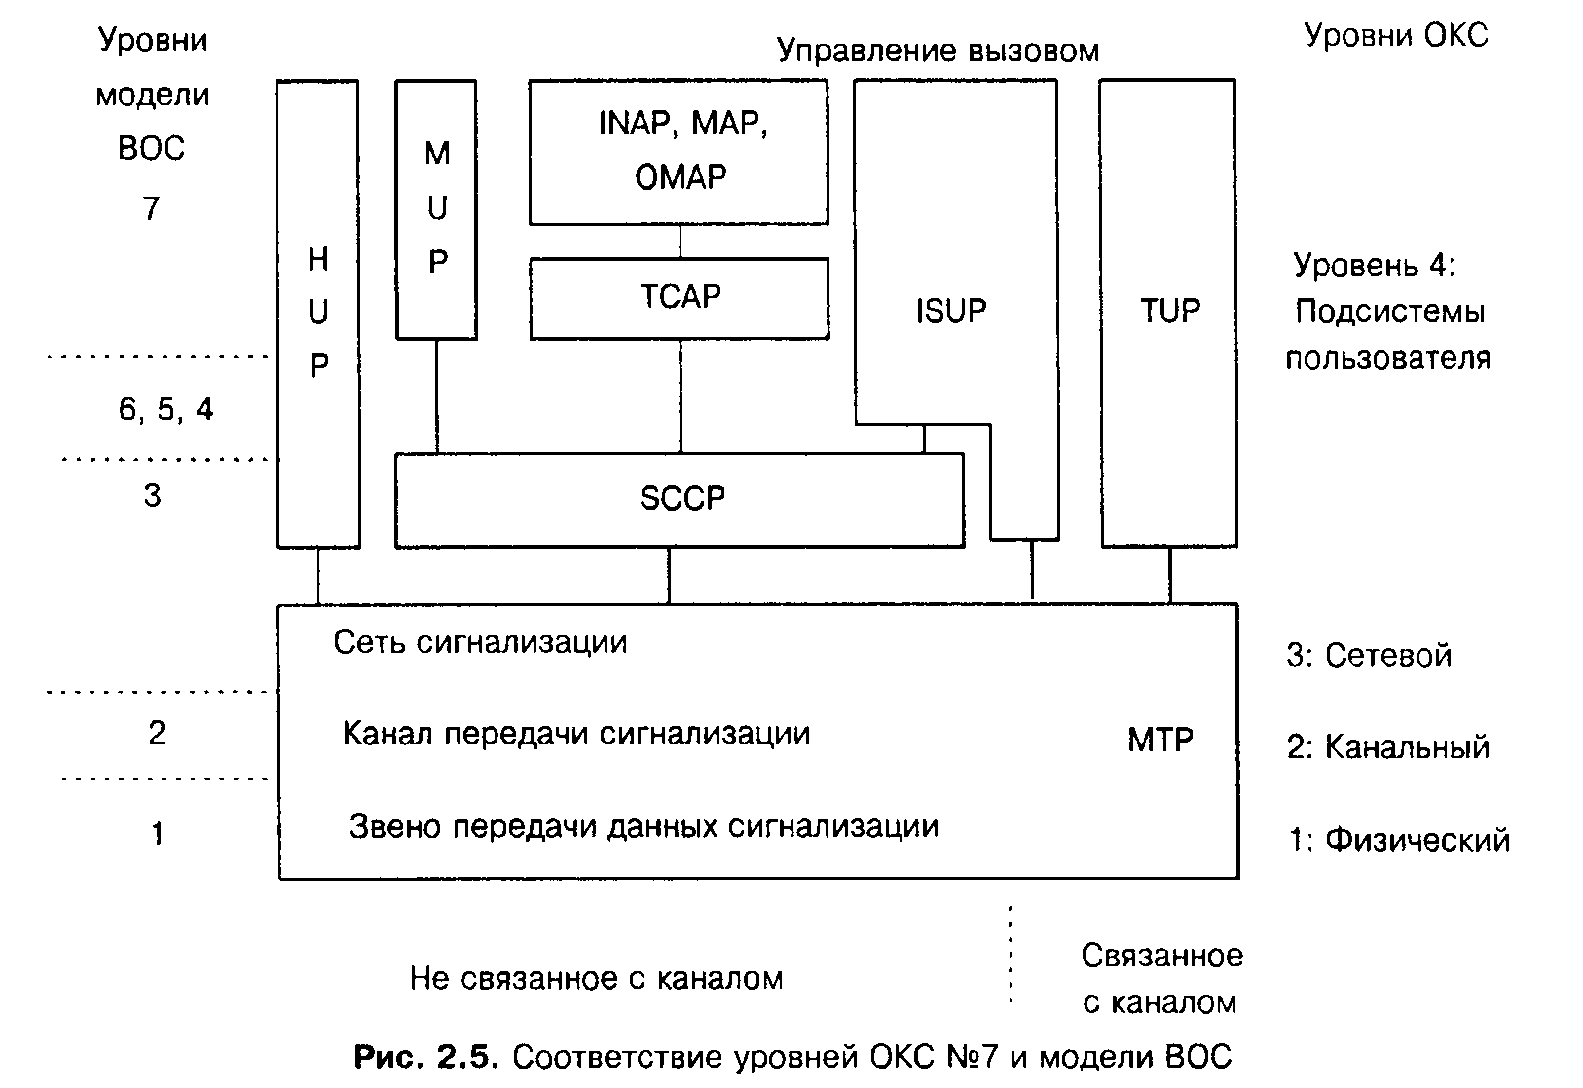 Уровни
модели
ВОС
7
6, 5, 4
3
2
1
Управление вызовом
Уровни ОКС
H
U
P
M
U
P
INAP, MAP,
OMAP
TCAP
ISUP
TUP
SCCP
Уровень 4:
Подсистемы
пользователя
Сеть сигнализации
Канал передачи сигнализации
Звено передачи данных сигнализации
MTP
3: Сетевой
2: Канальный
1: Физический
Не связанное с каналом
Связанное
с каналом
Рис. 2.5. Соответствие уровней ОКС №7 и модели ВОС